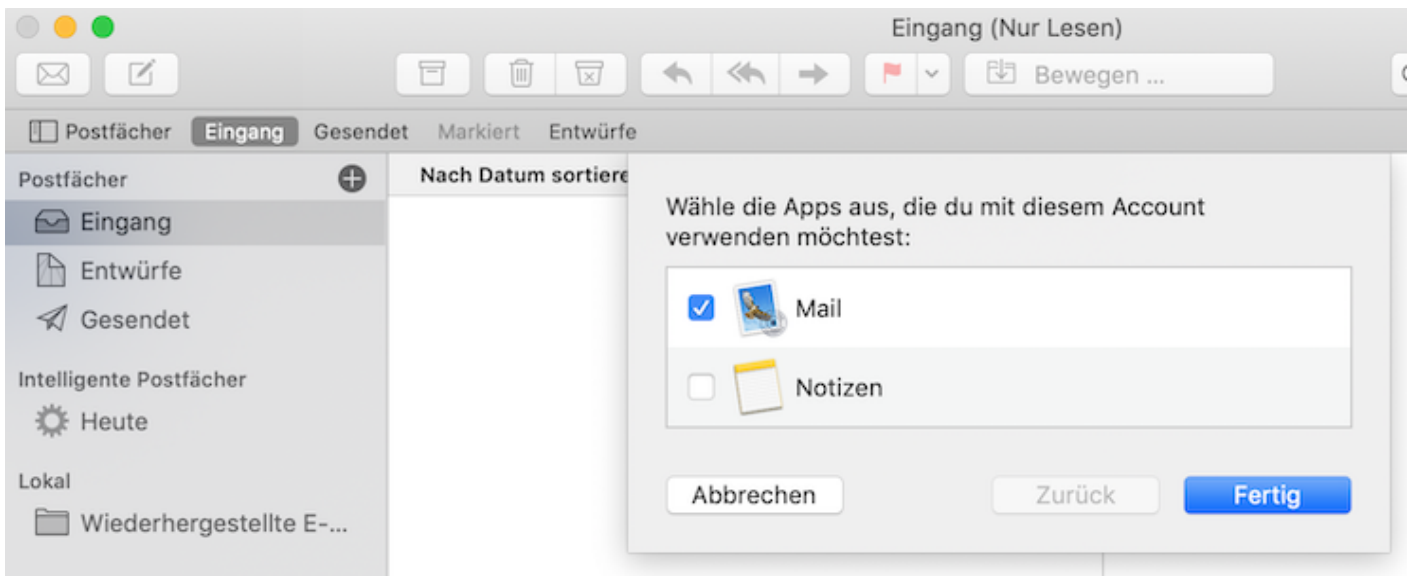 Eingang (Nur Lesen)
Bewegen ...
Postfächer Eingang Gesendet Markiert Entwürfe
Postfächer
Eingang
Entwürfe
Gesendet
Intelligente Postfächer
Heute
Lokal
Wiederhergestellte E-...
Nach Datum sortiere
Wähle die Apps aus, die du mit diesem Account
verwenden möchtest:
Mail
Notizen
Abbrechen Zurück Fertig